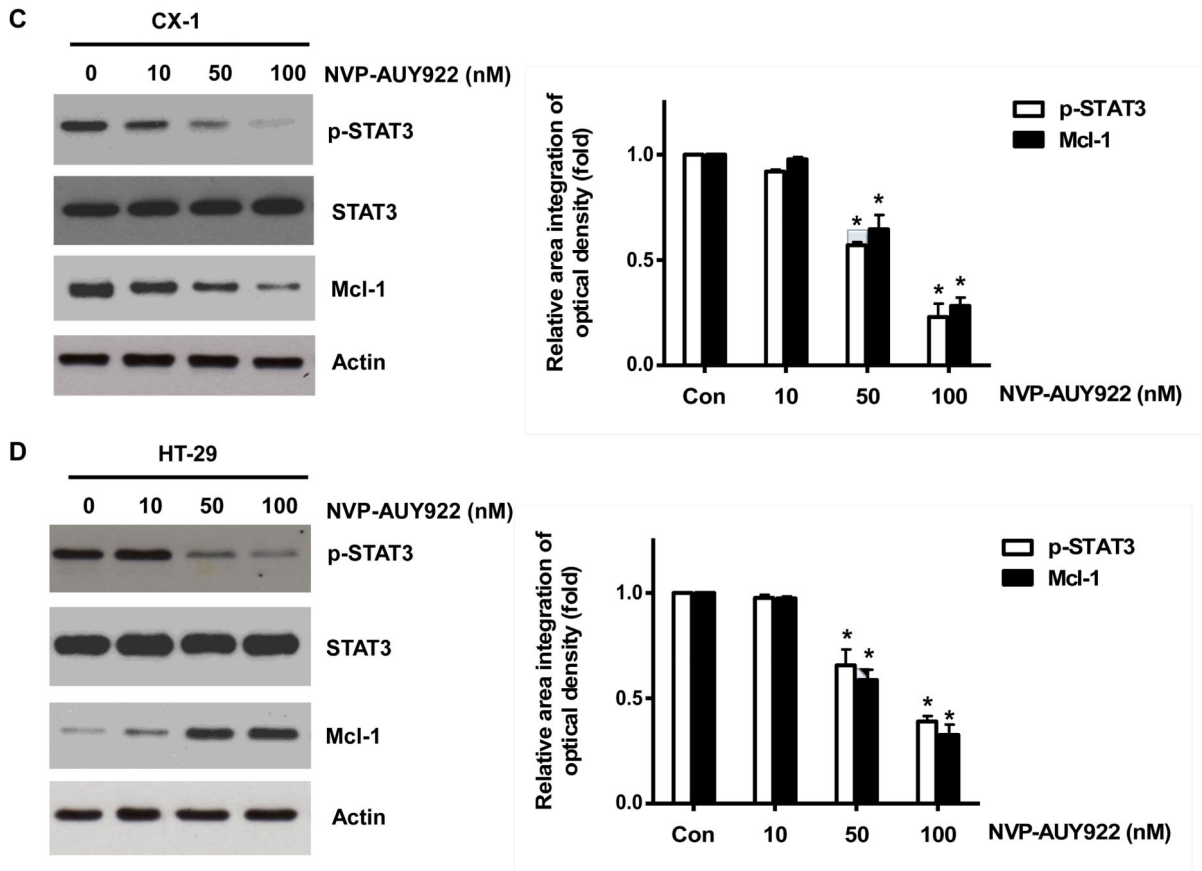 C
CX-1
0 10 50 100 NVP-AUY922 (nM)
p-STAT3
STAT3
Mcl-1
Actin
Relative area integration of
optical density (fold)
1.0
0.5
0.0
* *
* *
Con 10 50 100 NVP-AUY922 (nM)
p-STAT3
Mcl-1
D
HT-29
0 10 50 100 NVP-AUY922 (nM)
p-STAT3
STAT3
Mcl-1
Actin
Relative area integration of
optical density (fold)
1.0
0.5
0.0
* *
* *
Con 10 50 100 NVP-AUY922 (nM)
p-STAT3
Mcl-1